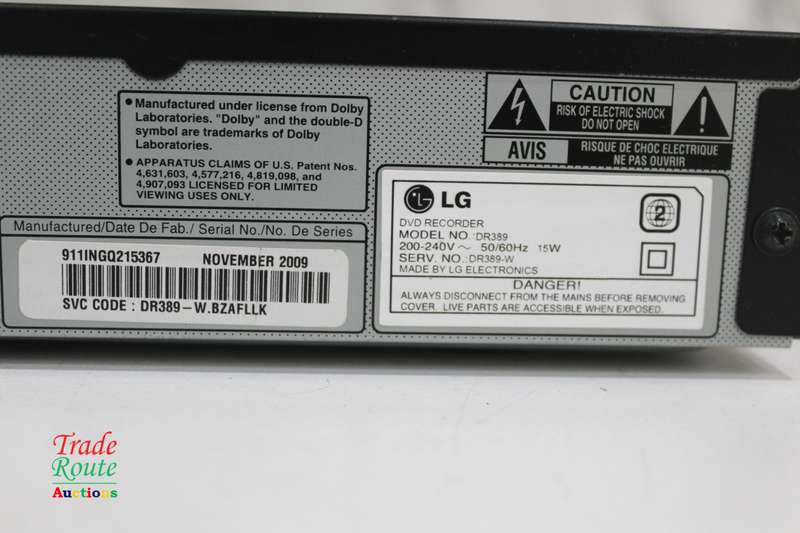 • Manufactured under license from Dolby
Laboratories. "Dolby" and the double-D
symbol are trademarks of Dolby
Laboratories.
• APPARATUS CLAIMS OF U.S. Patent Nos.
4,631,603, 4,577,216, 4,819,098, and
4,907,093 LICENSED FOR LIMITED
VIEWING USES ONLY.
CAUTION
RISK OF ELECTRIC SHOCK
DO NOT OPEN
AVIS
RISQUE DE CHOC ELECTRIQUE
NE PAS OUVRIR
Manufactured/Date De Fab./ Serial No./No. De Series
911INGQ215367 NOVEMBER 2009
SVC CODE : DR389-W.BZAFLLK
LG
2
DVD RECORDER
MODEL NO. :DR389
200-240V ~ 50/60Hz 15W
SERV. NO. :DR389-W
MADE BY LG ELECTRONICS
DANGER!
ALWAYS DISCONNECT FROM THE MAINS BEFORE REMOVING
COVER. LIVE PARTS ARE ACCESSIBLE WHEN EXPOSED.
Trade
Route
Auctions